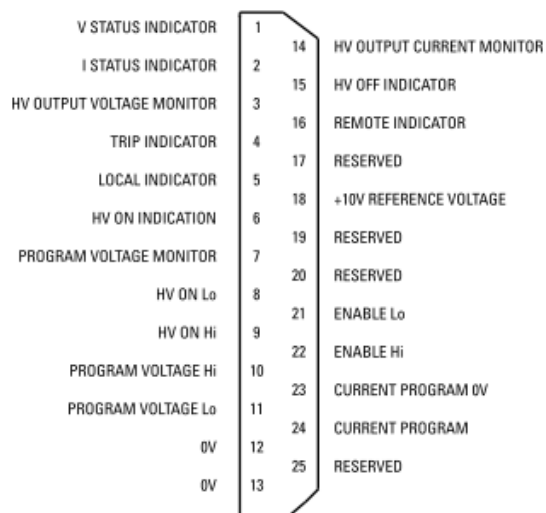 V STATUS INDICATOR 1
14 HV OUTPUT CURRENT MONITOR
I STATUS INDICATOR 2
15 HV OFF INDICATOR
HV OUTPUT VOLTAGE MONITOR 3
16 REMOTE INDICATOR
TRIP INDICATOR 4
17 RESERVED
LOCAL INDICATOR 5
18 +10V REFERENCE VOLTAGE
HV ON INDICATION 6
19 RESERVED
PROGRAM VOLTAGE MONITOR 7
20 RESERVED
HV ON Lo 8
21 ENABLE Lo
HV ON Hi 9
22 ENABLE Hi
PROGRAM VOLTAGE Hi 10
23 CURRENT PROGRAM 0V
PROGRAM VOLTAGE Lo 11
24 CURRENT PROGRAM
0V 12
25 RESERVED
0V 13